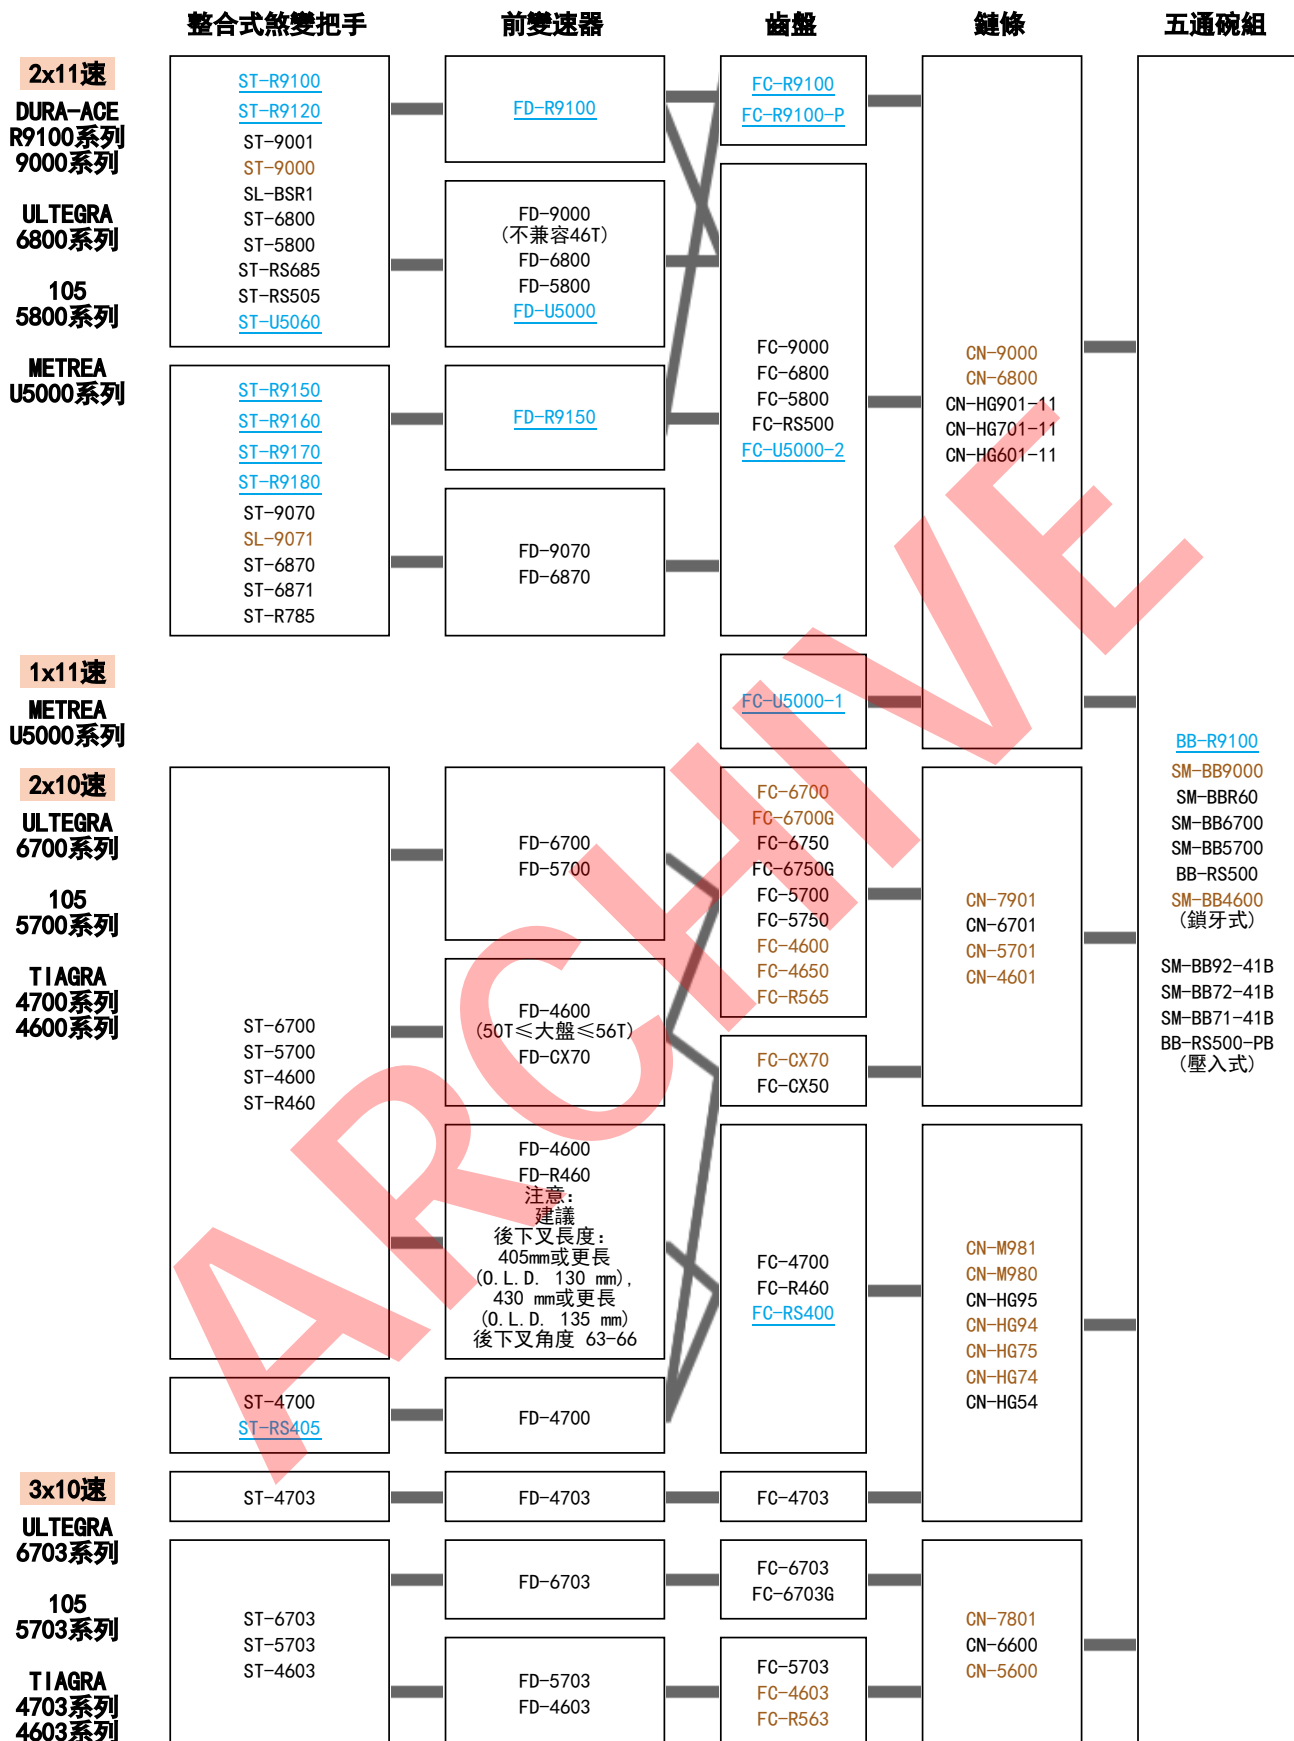 整合式煞變把手
前變速器
齒盤
鏈條
五通碗組
2x11速
DURA-ACE
R9100系列
9000系列
ULTEGRA
6800系列
105
5800系列
METREA
U5000系列
ST-R9100
ST-R9120
ST-9001
ST-9000
SL-BSR1
ST-6800
ST-5800
ST-RS685
ST-RS505
ST-U5060
FD-R9100
FD-9000
(不兼容46T)
FD-6800
FD-5800
FD-U5000
ST-R9150
ST-R9160
ST-R9170
ST-R9180
ST-9070
SL-9071
ST-6870
ST-6871
ST-R785
FD-R9150
FD-9070
FD-6870
FC-R9100
FC-R9100-P
FC-9000
FC-6800
FC-5800
FC-RS500
FC-U5000-2
CN-9000
CN-6800
CN-HG901-11
CN-HG701-11
CN-HG601-11
1x11速
METREA
U5000系列
FC-U5000-1
2x10速
ULTEGRA
6700系列
105
5700系列
TIAGRA
4700系列
4600系列
ST-6700
ST-5700
ST-4600
ST-R460
FD-6700
FD-5700
FD-4600
(50T≤大盤≤56T)
FD-CX70
FD-4600
FD-R460
注意:
建議
後下叉長度:
405mm或更長
(O.L.D. 130 mm),
430 mm或更長
(O.L.D. 135 mm)
後下叉角度 63-66
FC-6700
FC-6700G
FC-6750
FC-6750G
FC-5700
FC-5750
FC-4600
FC-4650
FC-R565
FC-CX70
FC-CX50
CN-7901
CN-6701
CN-5701
CN-4601
FC-4700
FC-R460
FC-RS400
CN-M981
CN-M980
CN-HG95
CN-HG94
CN-HG75
CN-HG74
CN-HG54
ST-4700
ST-RS405
FD-4700
3x10速
ULTEGRA
6703系列
105
5703系列
TIAGRA
4703系列
4603系列
ST-4703
FD-4703
FC-4703
ST-6703
ST-5703
ST-4603
FD-6703
FC-6703
FC-6703G
FD-5703
FD-4603
FC-5703
FC-4603
FC-R563
CN-7801
CN-6600
CN-5600
BB-R9100
SM-BB9000
SM-BBR60
SM-BB6700
SM-BB5700
BB-RS500
SM-BB4600
(鎖牙式)
SM-BB92-41B
SM-BB72-41B
SM-BB71-41B
BB-RS500-PB
(壓入式)
ARCHIVE